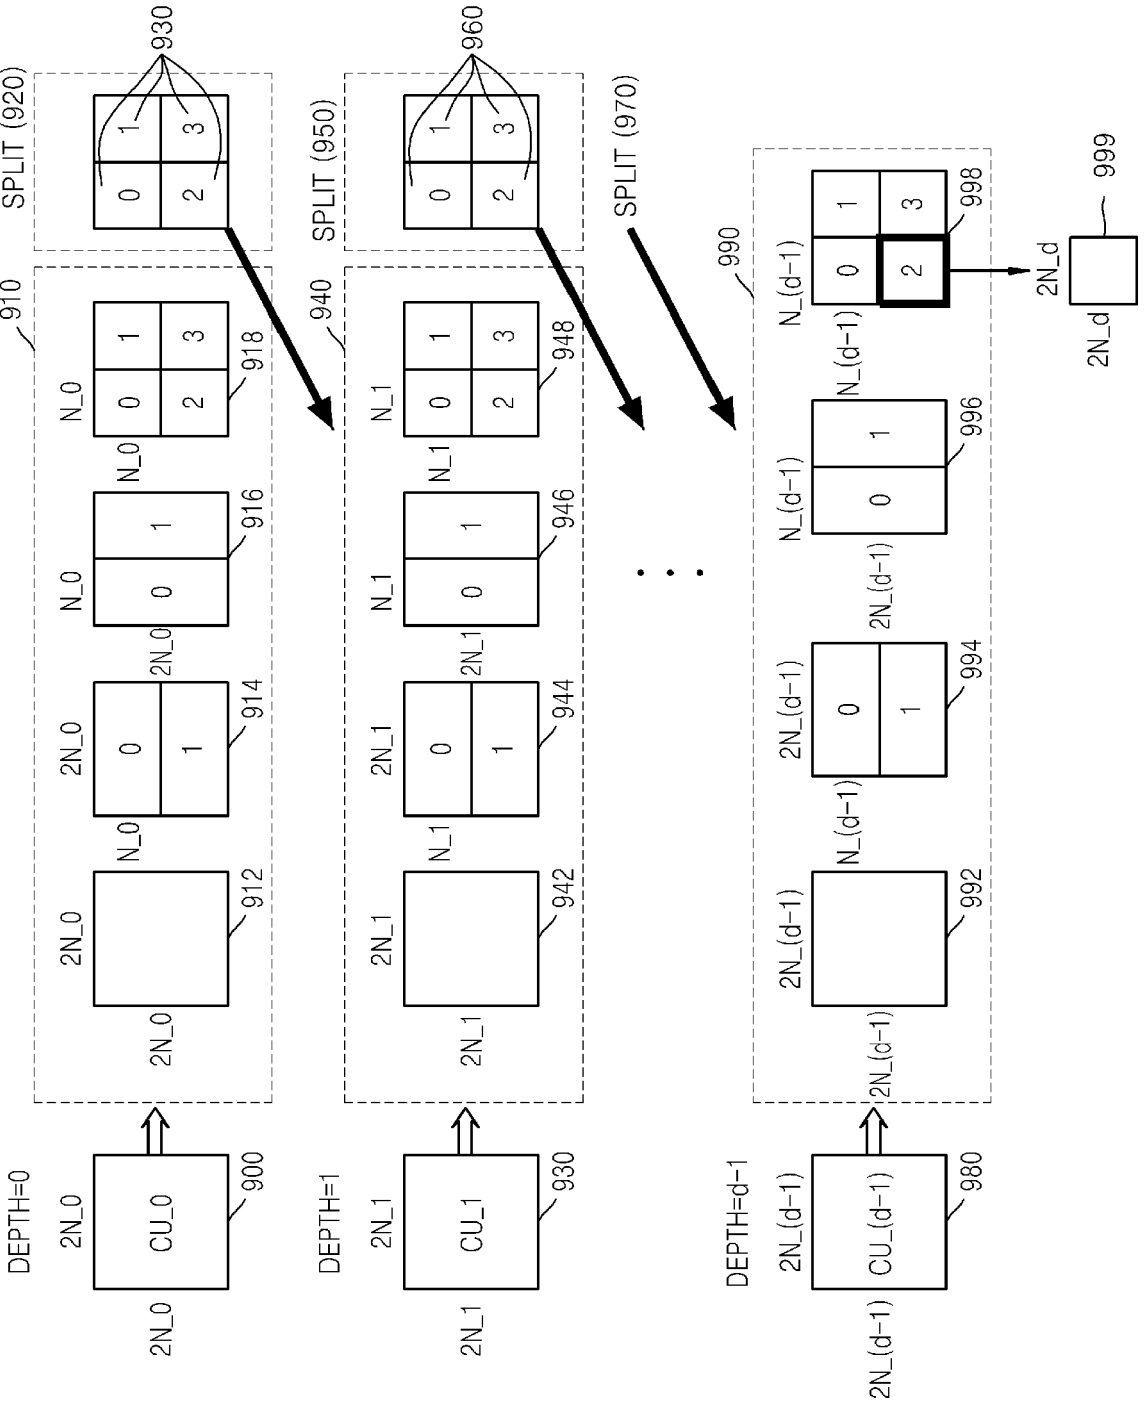 DEPTH=0
2N_0
2N_0
CU_0
900
910
2N_0
2N_0
912
2N_0
N_0
0
1
914
N_0
2N_0
0 1
916
N_0
N_0
0 1
2 3
918
SPLIT (920)
0 1
2 3
930
DEPTH=1
2N_1
2N_1
CU_1
930
940
2N_1
2N_1
942
2N_1
N_1
0
1
944
N_1
2N_1
0 1
946
N_1
N_1
0 1
2 3
948
SPLIT (950)
0 1
2 3
960
SPLIT (970)
DEPTH=d-1
2N_(d-1)
2N_(d-1)
CU_(d-1)
980
990
2N_(d-1)
2N_(d-1)
992
2N_(d-1)
N_(d-1)
0
1
994
N_(d-1)
2N_(d-1)
0 1
996
N_(d-1)
N_(d-1)
0 1
2 3
998
2N_d
2N_d
999